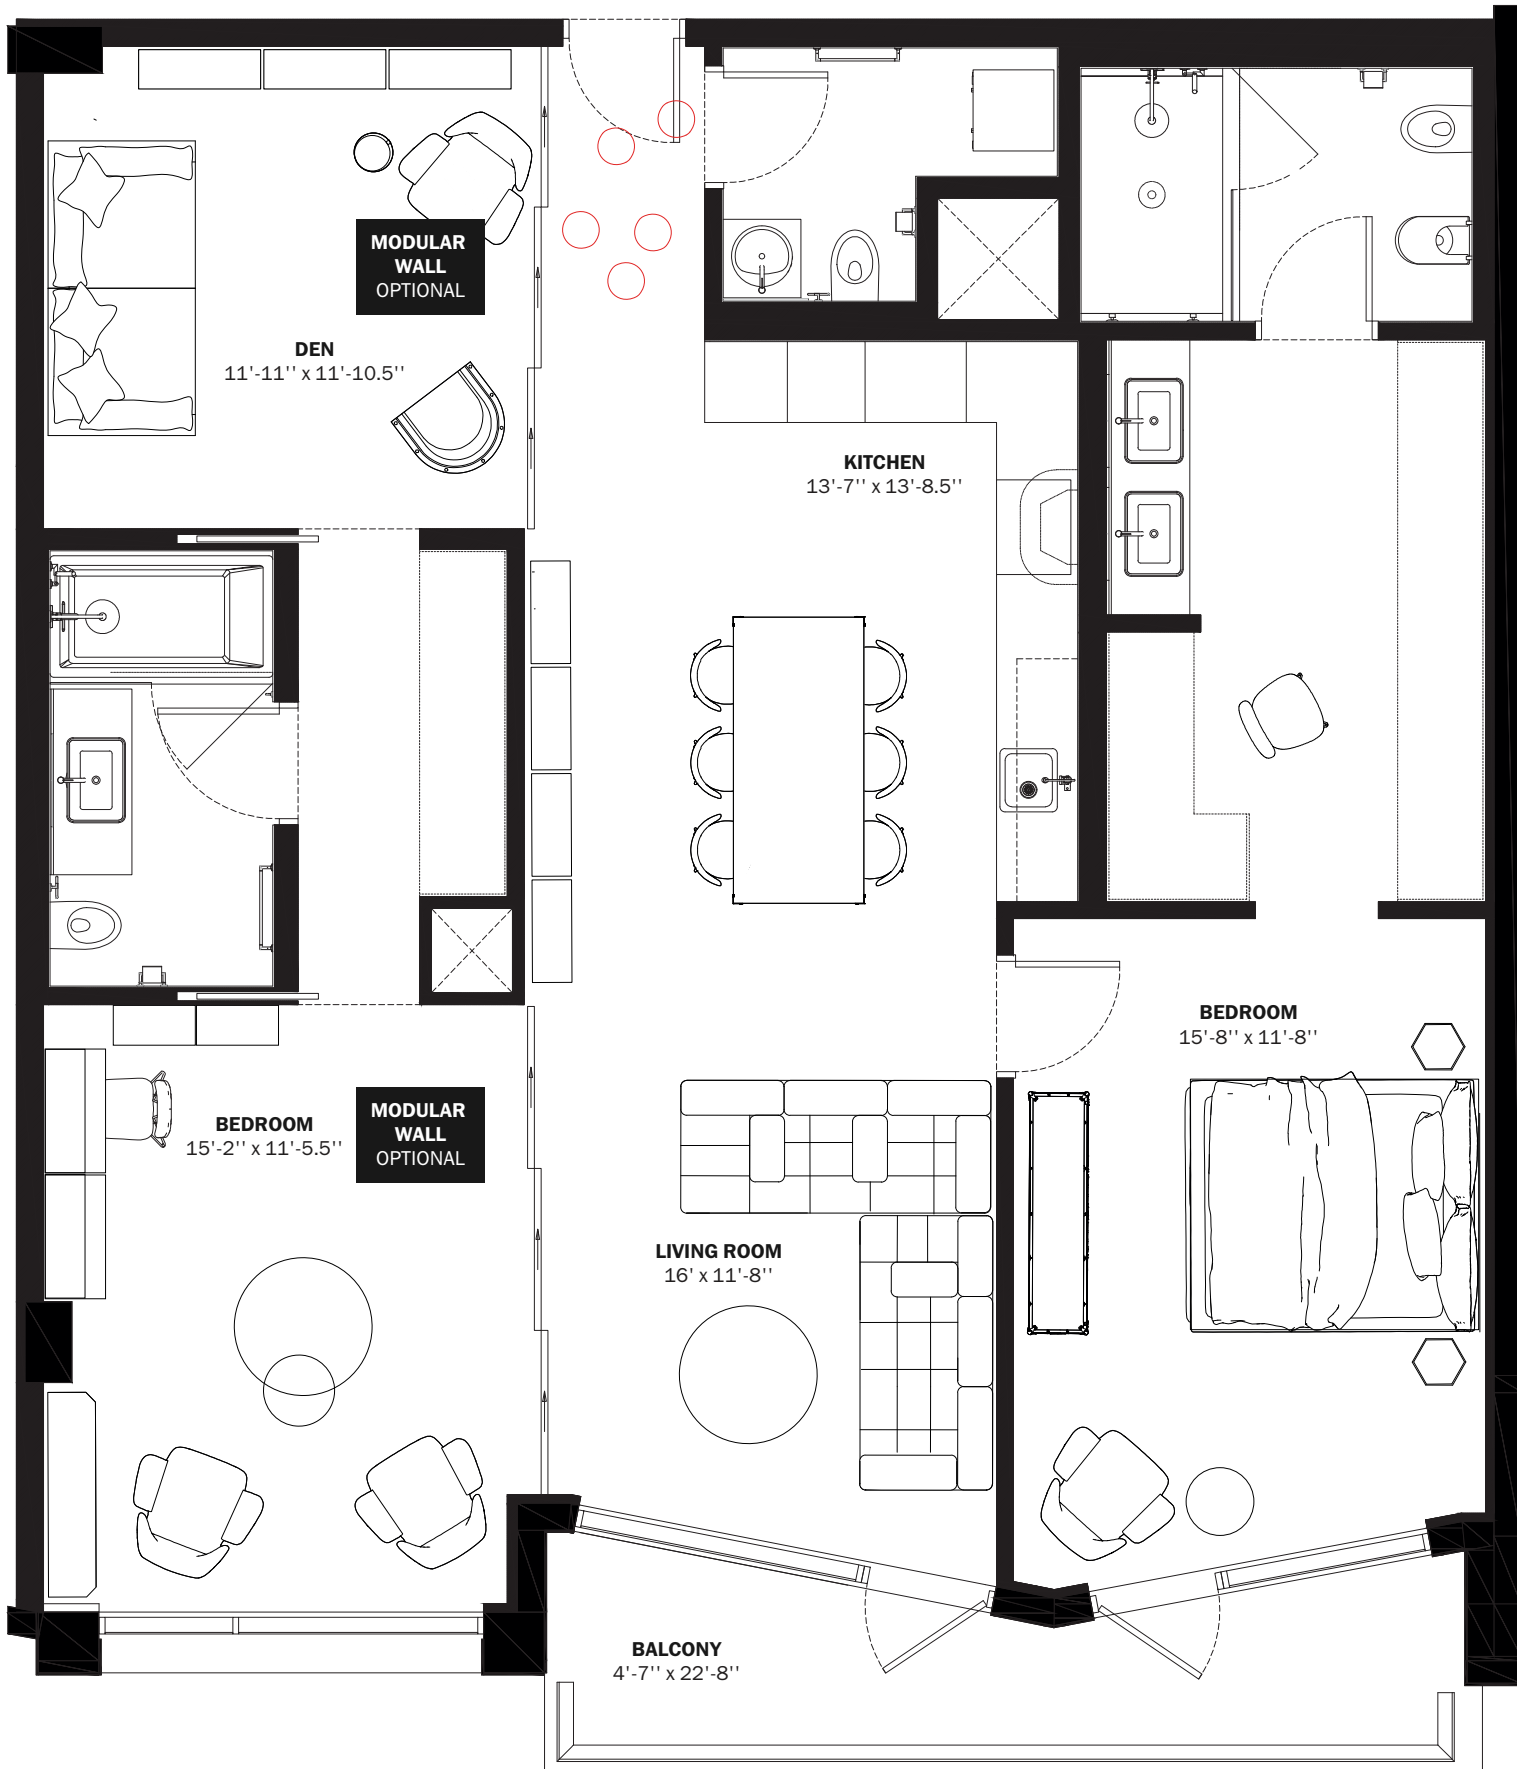 MODULAR
WALL
OPTIONAL
DEN
11'-11'' x 11'-10.5''
KITCHEN
13'-7'' x 13'-8.5''
BEDROOM
15'-8'' x 11'-8''
BEDROOM
15'-2'' x 11'-5.5''
MODULAR
WALL
OPTIONAL
LIVING ROOM
16' x 11'-8''
BALCONY
4'-7'' x 22'-8''